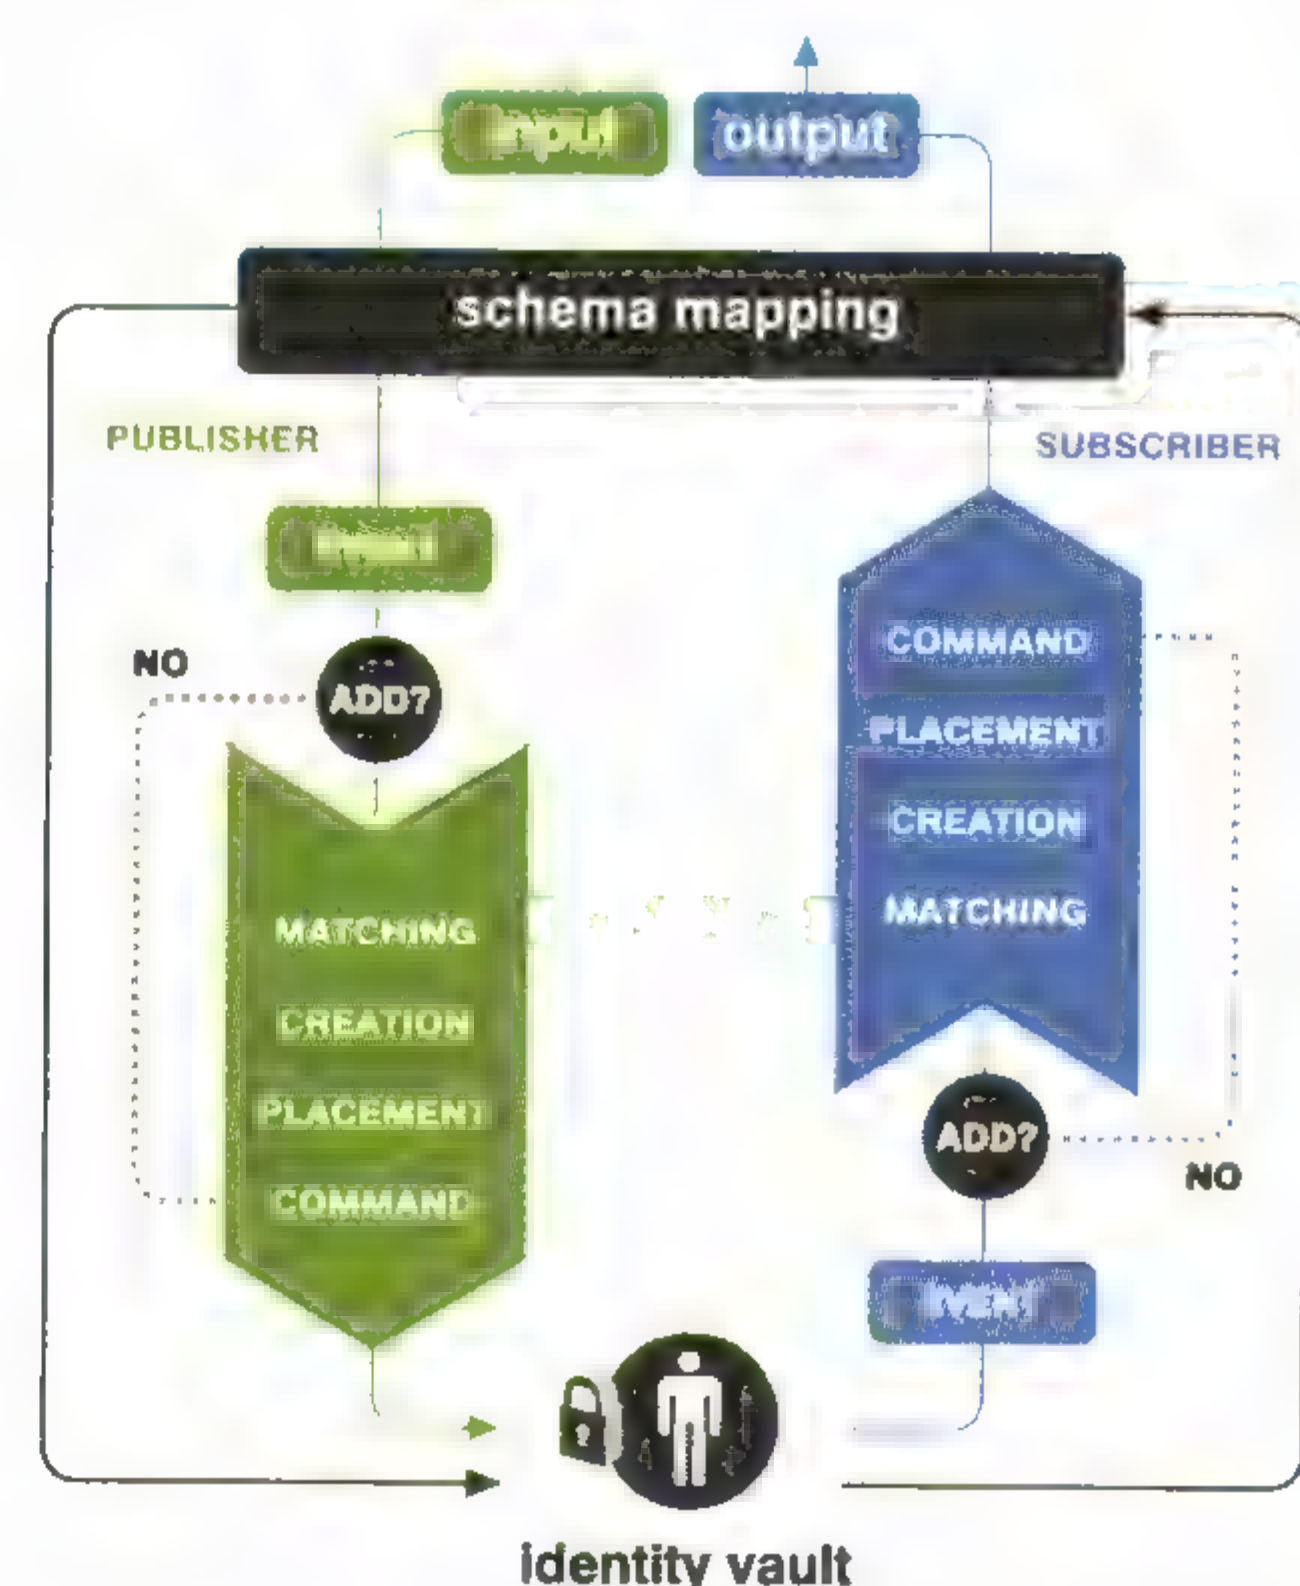 input
output
schema mapping
PUBLISHER
SUBSCRIBER
NO
ADD?
MATCHING
CREATION
PLACEMENT
COMMAND
COMMAND
PLACEMENT
CREATION
MATCHING
ADD?
NO
EVENT
identity vault